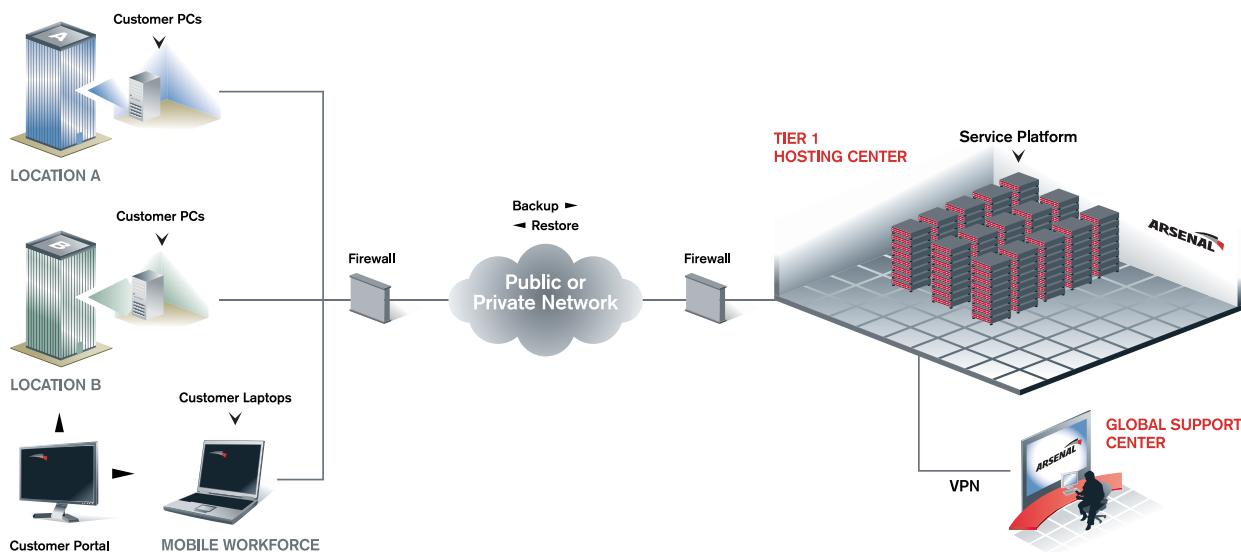 Customer PCs
A
LOCATION A
Customer PCs
B
LOCATION B
Customer Portal
Customer Laptops
MOBILE WORKFORCE
Firewall
Backup
Restore
Public or
Private Network
Firewall
TIER 1
HOSTING CENTER
Service Platform
ARSENAL
VPN
ARSENAL
GLOBAL SUPPORT
CENTER